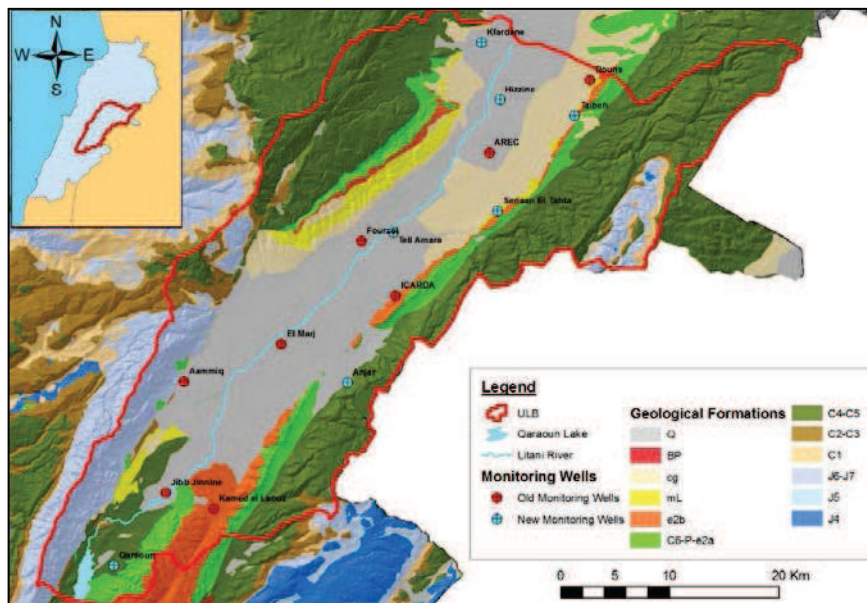 N
W E
S
Kfardane
Douris
Hizzine
Taibeh
AREC
Seraan El Tahta
Fourzol
Tell Amara
ICARDA
El Marj
Aammiq
Anjar
Jibb Jinnine
Kamed el Laouz
Qaraoun
Legend
ULB
Qaraoun Lake
Litani River
Monitoring Wells
Old Monitoring Wells
New Monitoring Wells
Geological Formations
Q
BP
cg
mL
e2b
C6-P-e2a
C4-C5
C2-C3
C1
J6-J7
J5
J4
0 5 10 20 Km